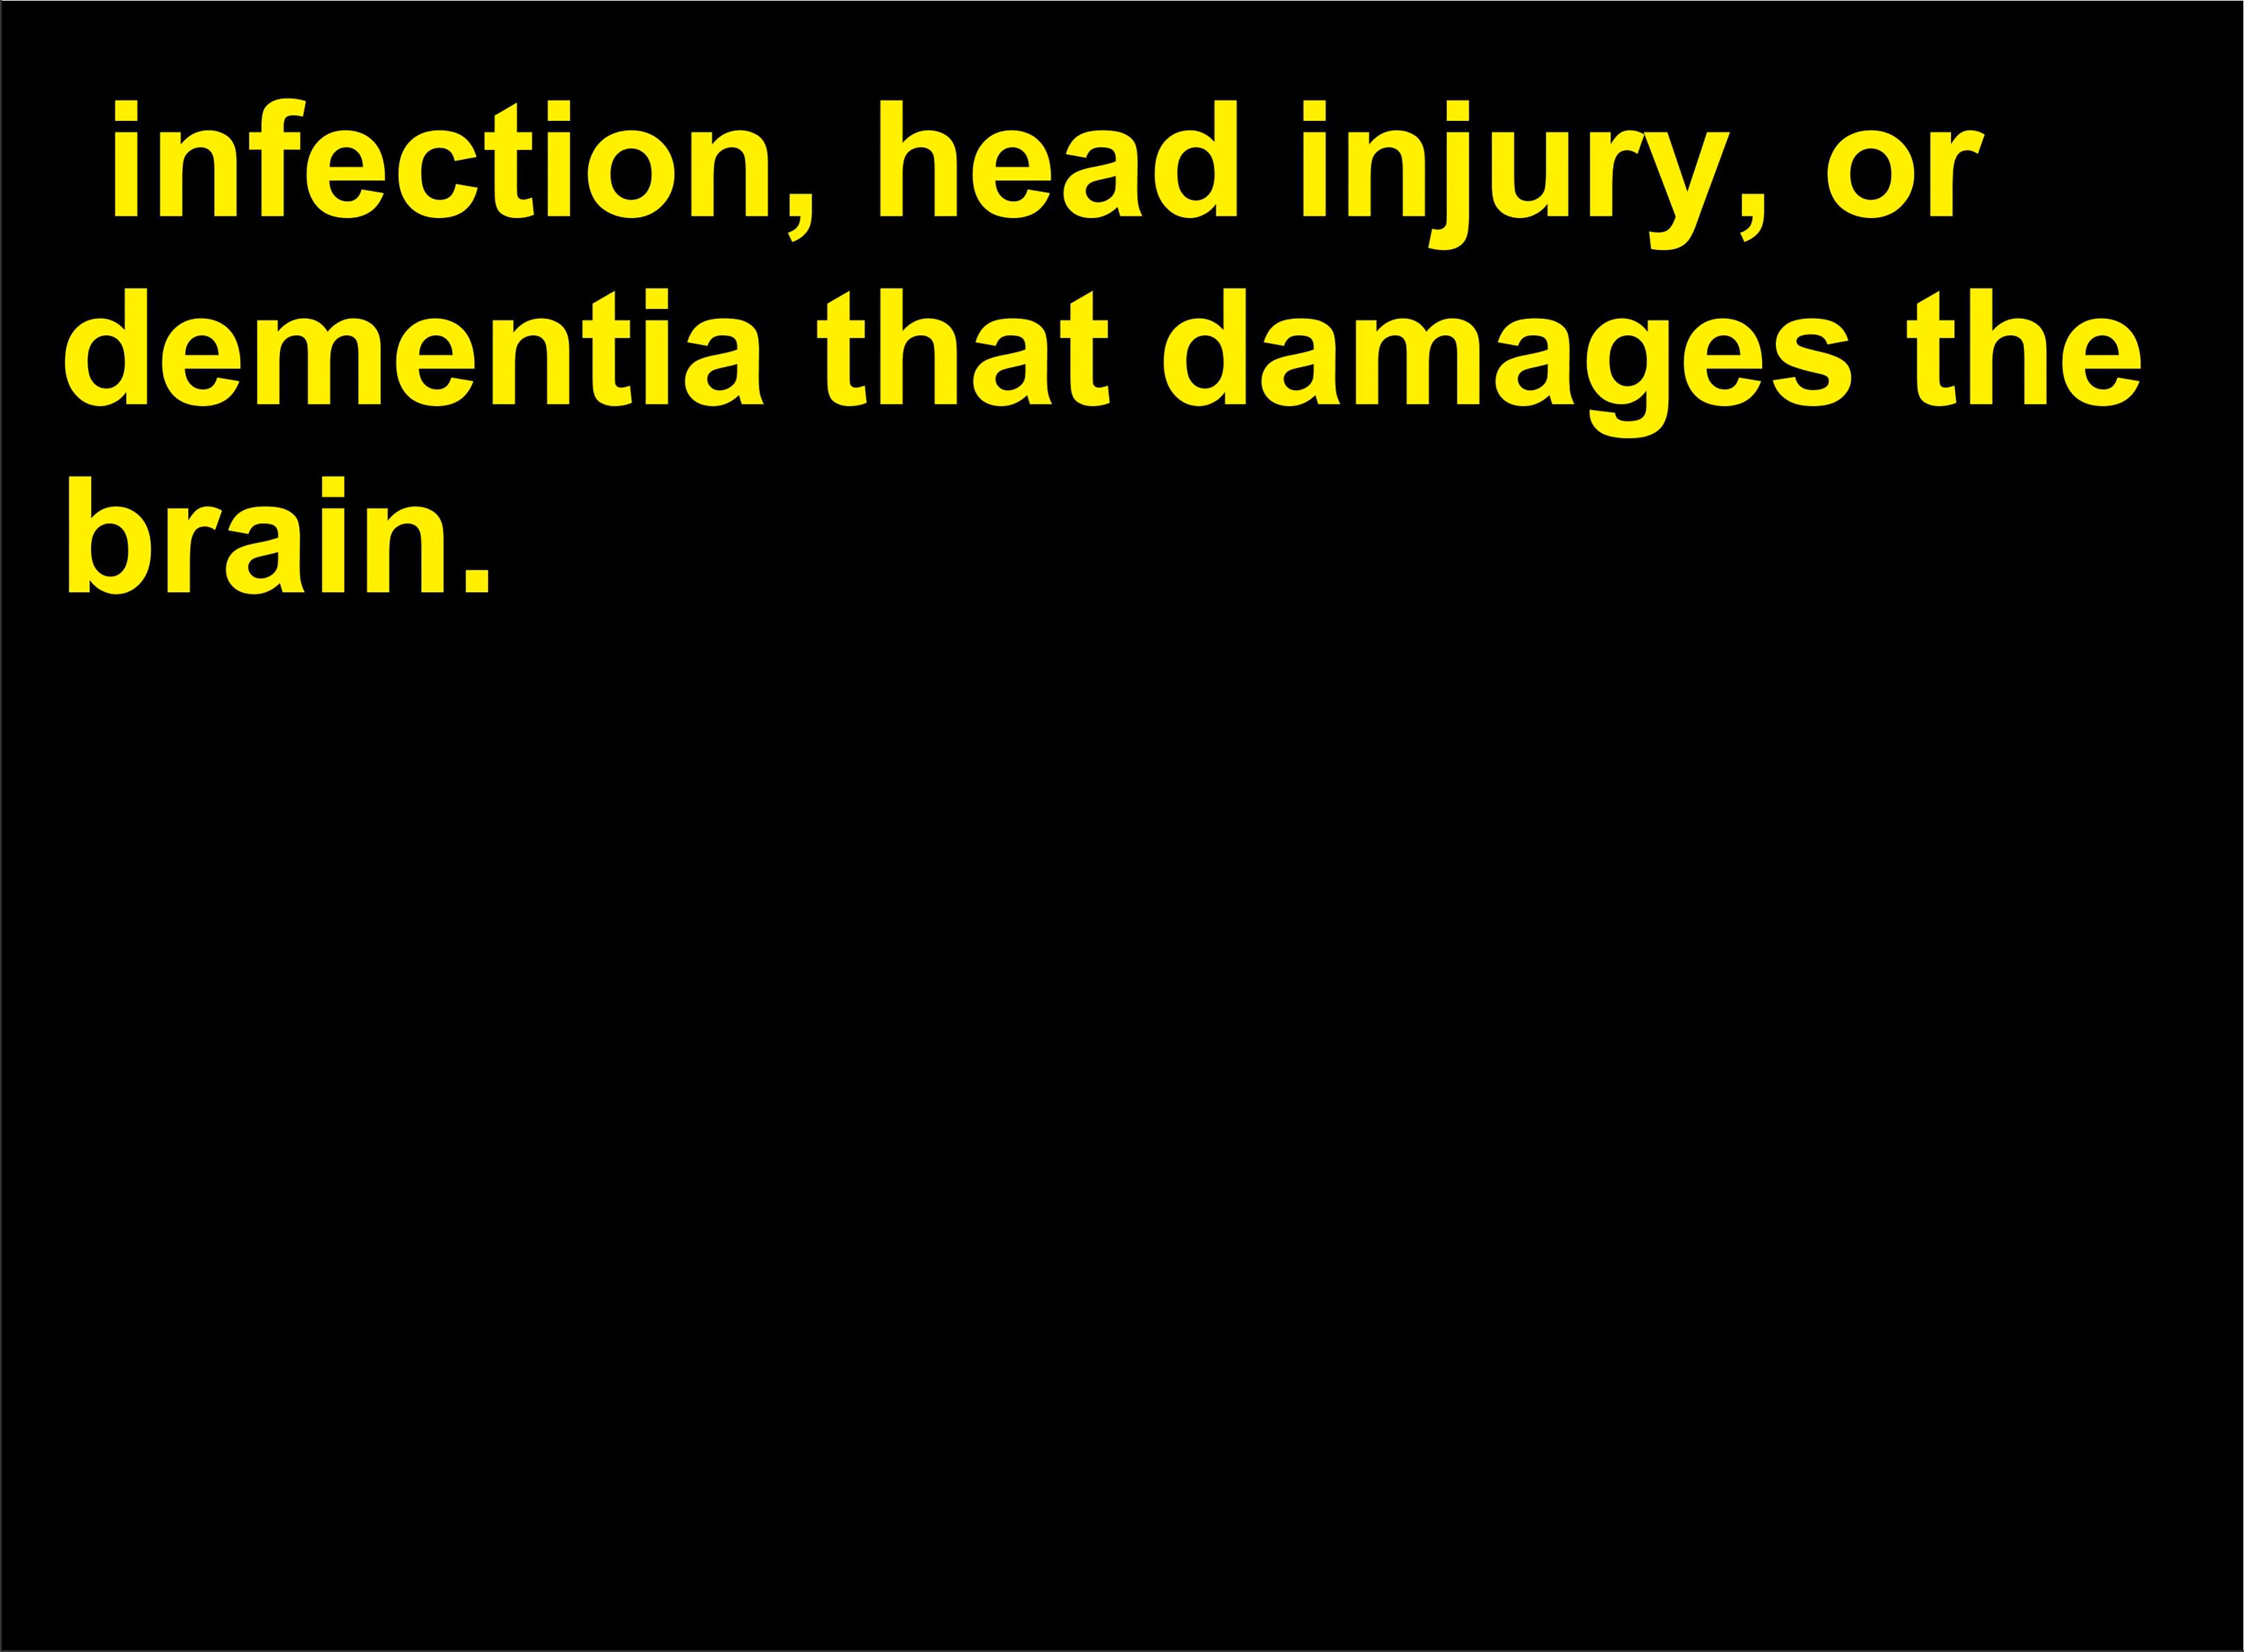 infection, head injury, or
dementia that damages the
brain.